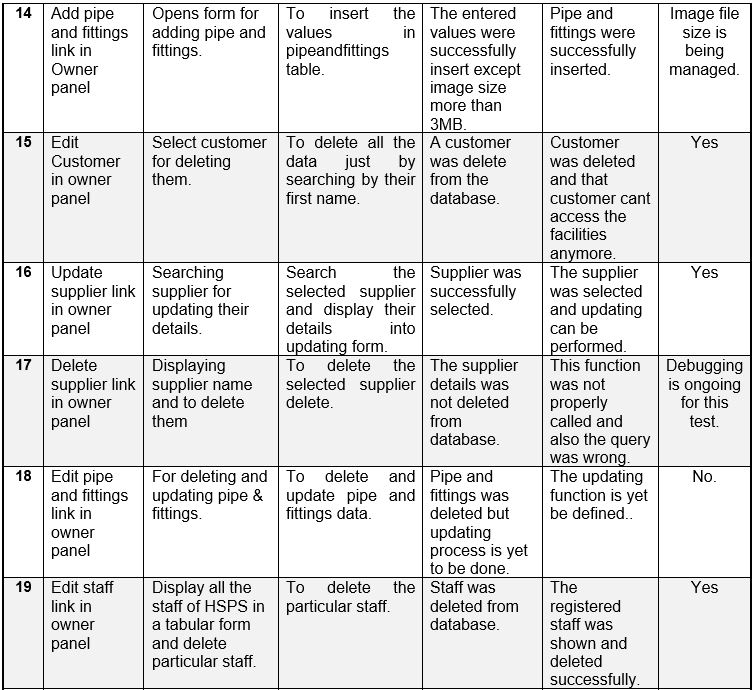 14
Add pipe
and fittings
link in
Owner
panel
Opens form for
adding pipe and
fittings.
To insert the
values in
pipeandfittings
table.
The entered
values were
successfully
insert except
image size
more than
3MB.
Pipe and
fittings were
successfully
inserted.
Image file
size is
being
managed.
15
Edit
Customer
in owner
panel
Select customer
for deleting
them.
To delete all the
data just by
searching by their
first name.
A customer
was delete
from the
database.
Customer
was deleted
and that
customer cant
access the
facilities
anymore.
Yes
16
Update
supplier link
in owner
panel
Searching
supplier for
updating their
details.
Search the
selected supplier
and display their
details into
updating form.
Supplier was
successfully
selected.
The supplier
was selected
and updating
can be
performed.
Yes
17
Delete
supplier link
in owner
panel
Displaying
supplier name
and to delete
them
To delete the
selected supplier
delete.
The supplier
details was
not deleted
from
database.
This function
was not
properly
called and
also the query
was wrong.
Debugging
is ongoing
for this
test.
18
Edit pipe
and fittings
link in
owner
panel
For deleting and
updating pipe &
fittings.
To delete and
update pipe and
fittings data.
Pipe and
fittings was
deleted but
updating
process is yet
to be done.
The updating
function is yet
be defined..
No.
19
Edit staff
link in
owner
panel
Display all the
staff of HSPS in
a tabular form
and delete
particular staff.
To delete the
particular staff.
Staff was
deleted from
database.
The
registered
staff was
shown and
deleted
successfully.
Yes